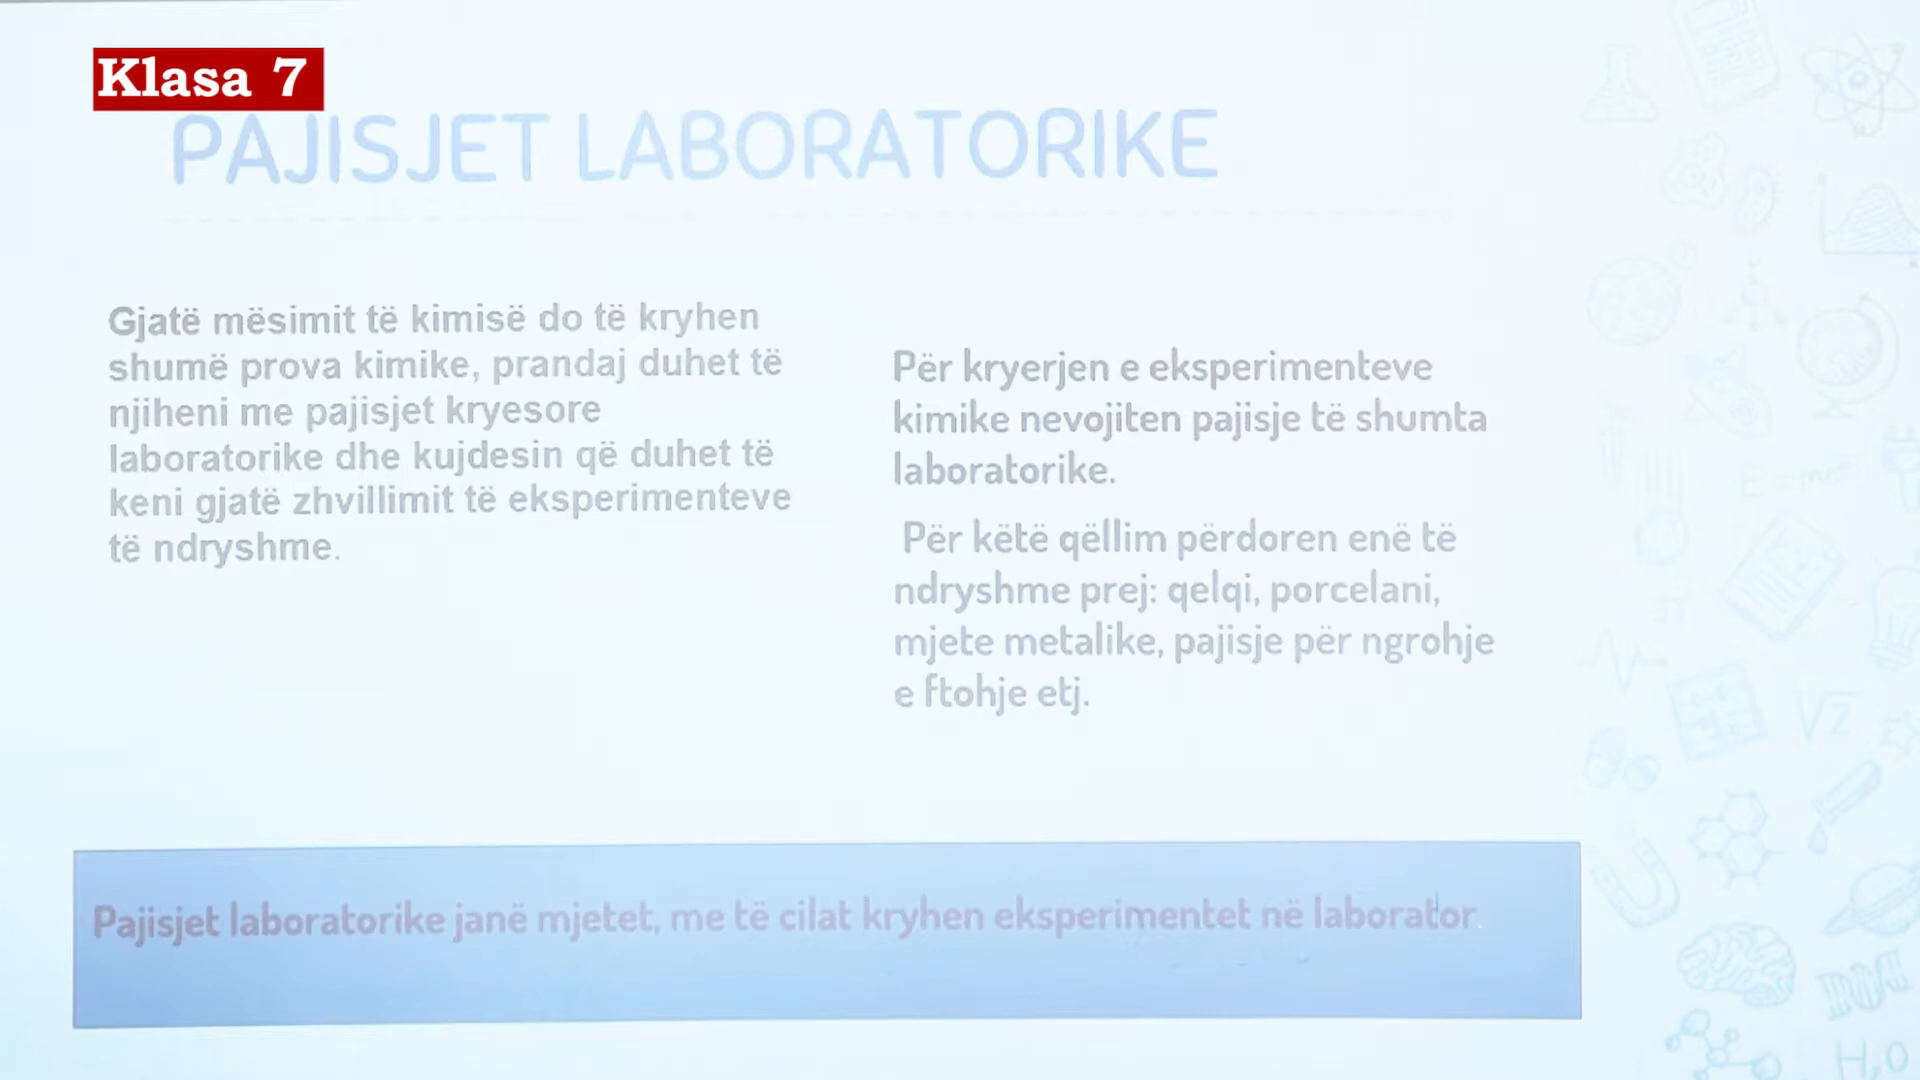 Klasa 7
PAJISJET LABORATORIKE
Gjatë mësimit të kimisë do të kryhen
shumë prova kimike, prandaj duhet të
njiheni me pajisjet kryesore
laboratorike dhe kujdesin që duhet të
keni gjatë zhvillimit të eksperimenteve
të ndryshme.
Për kryerjen e eksperimenteve
kimike nevojiten pajisje të shumta
laboratorike.
Për këtë qëllim përdoren enë të
ndryshme prej: qelqi, porcelani,
mjete metalike, pajisje për ngrohje
e ftohje etj.
Pajisjet laboratorike janë mjetet, me të cilat kryhen eksperimentet në laborator.
E = mc²
√2
H₂O